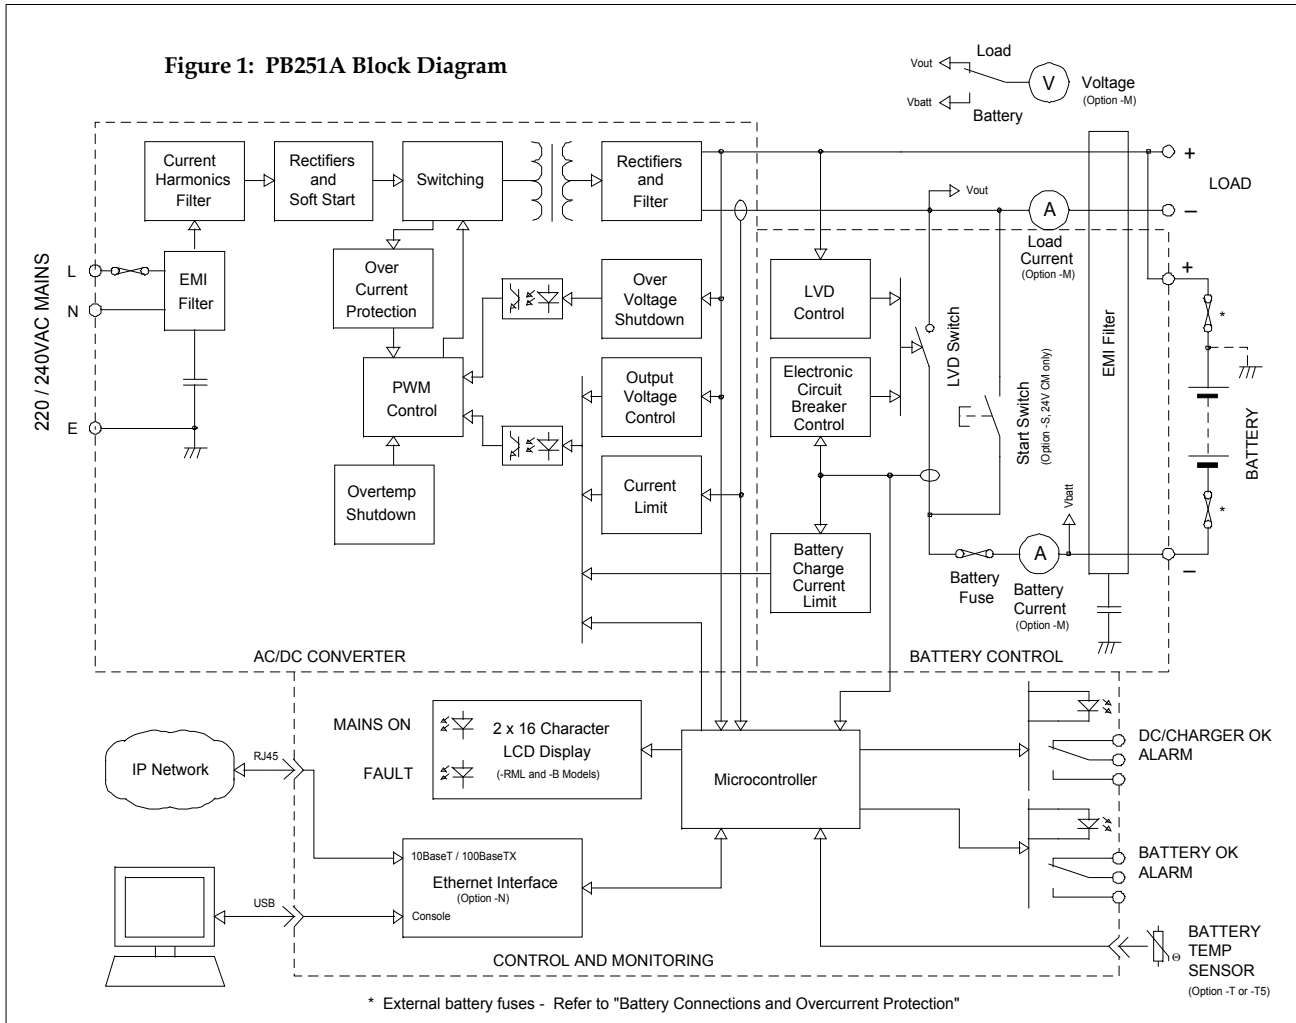 Figure 1: PB251A Block Diagram
Load
Vout
V
Voltage
(Option -M)
Vbatt
Battery
Current
Harmonics
Filter
Rectifiers
and
Soft Start
Switching
Rectifiers
and
Filter
+
LOAD
Vout
A
−
Load
Current
(Option -M)
220 / 240VAC MAINS
L
N
E
EMI
Filter
Over
Current
Protection
Over
Voltage
Shutdown
LVD
Control
LVD Switch
EMI Filter
+
*
PWM
Control
Output
Voltage
Control
Electronic
Circuit
Breaker
Control
Start Switch
(Option -S, 24V CM only)
BATTERY
Overtemp
Shutdown
Current
Limit
Vbatt
*
Battery
Charge
Current
Limit
Battery
Fuse
A
Battery
Current
(Option -M)
−
AC/DC CONVERTER
BATTERY CONTROL
MAINS ON
FAULT
2 x 16 Character
LCD Display
(-RML and -B Models)
Microcontroller
DC/CHARGER OK
ALARM
IP Network
RJ45
10BaseT / 100BaseTX
Ethernet Interface
(Option -N)
Console
USB
BATTERY OK
ALARM
BATTERY
TEMP
SENSOR
(Option -T or -T5)
Θ
CONTROL AND MONITORING
* External battery fuses - Refer to "Battery Connections and Overcurrent Protection"